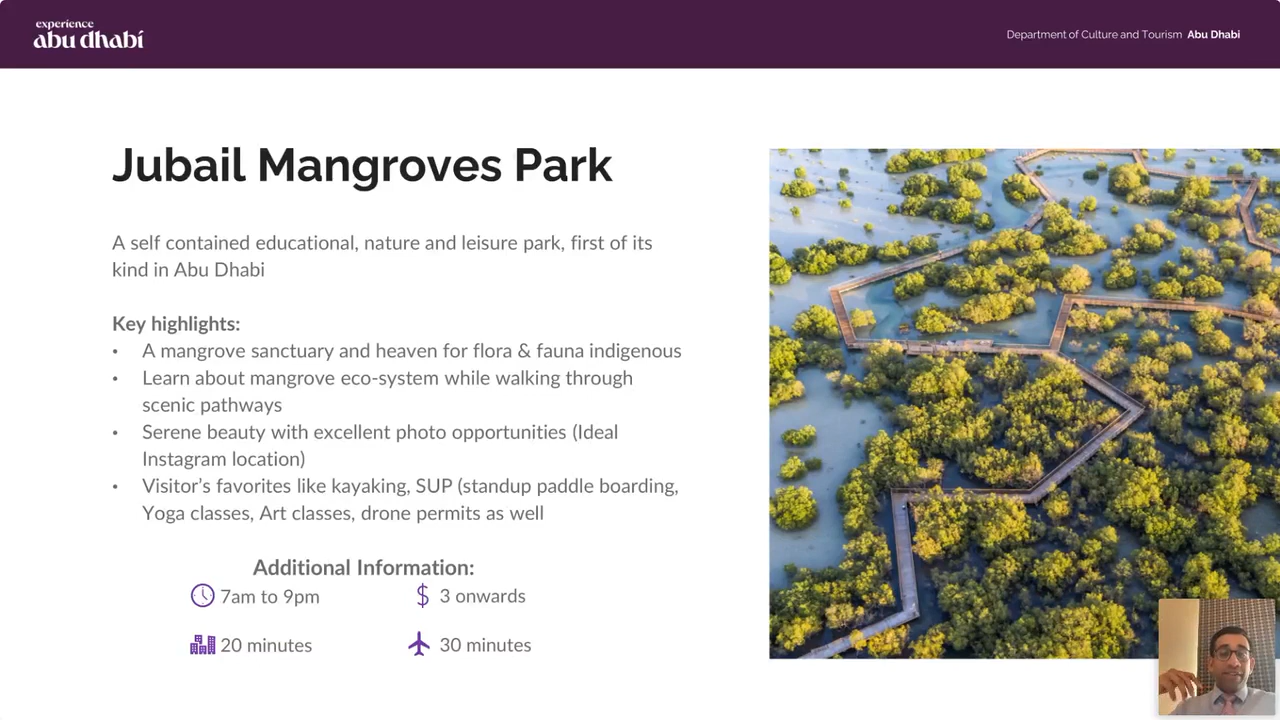 experience
abu dhabi
Department of Culture and Tourism Abu Dhabi
Jubail Mangroves Park
A self contained educational, nature and leisure park, first of its
kind in Abu Dhabi
Key highlights:
• A mangrove sanctuary and heaven for flora & fauna indigenous
• Learn about mangrove eco-system while walking through
scenic pathways
• Serene beauty with excellent photo opportunities (Ideal
Instagram location)
• Visitor’s favorites like kayaking, SUP (standup paddle boarding,
Yoga classes, Art classes, drone permits as well
Additional Information:
7am to 9pm
$ 3 onwards
20 minutes
30 minutes